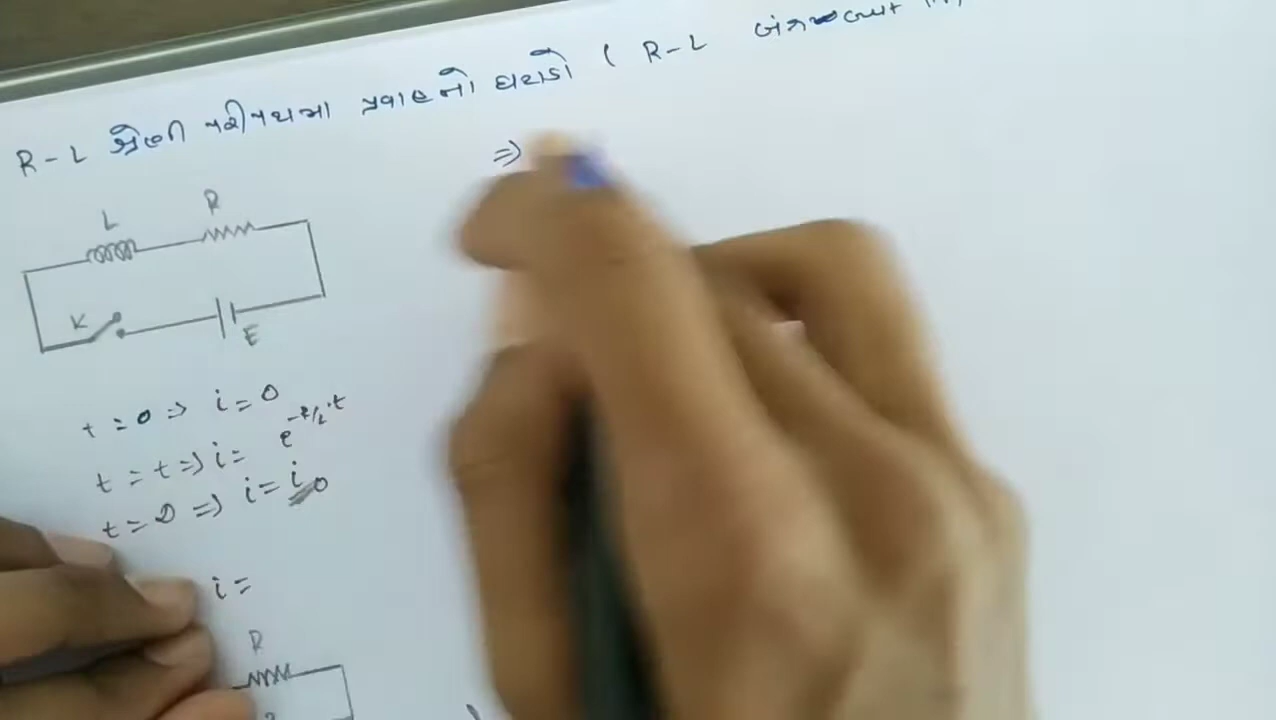 R-L શ્રેણી પરીપથમા પ્રવાહનો ઘટાડો ( R-L
⇒
L
R
K
E
t = 0 ⇒ i = 0
t = t ⇒ i = e^{-R/L·t}
t = ∞ ⇒ i = i₀
i =
R